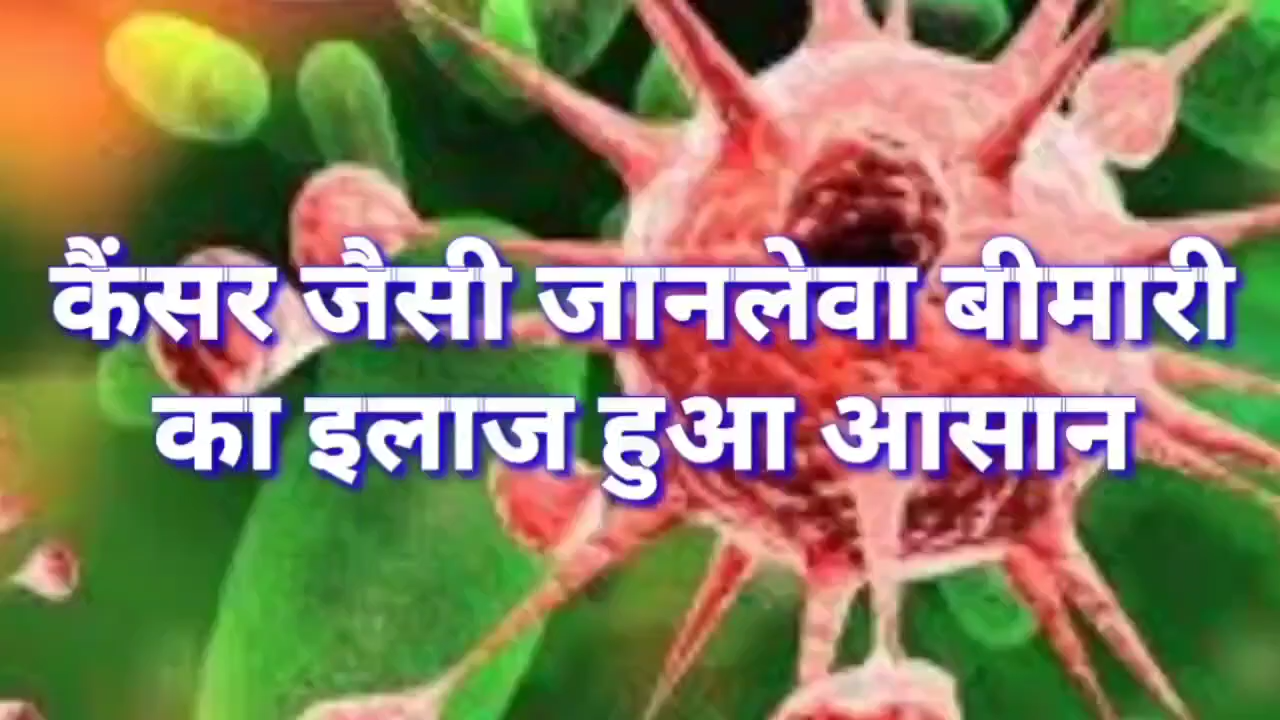 कैंसर जैसी जानलेवा बीमारी
का इलाज हुआ आसान